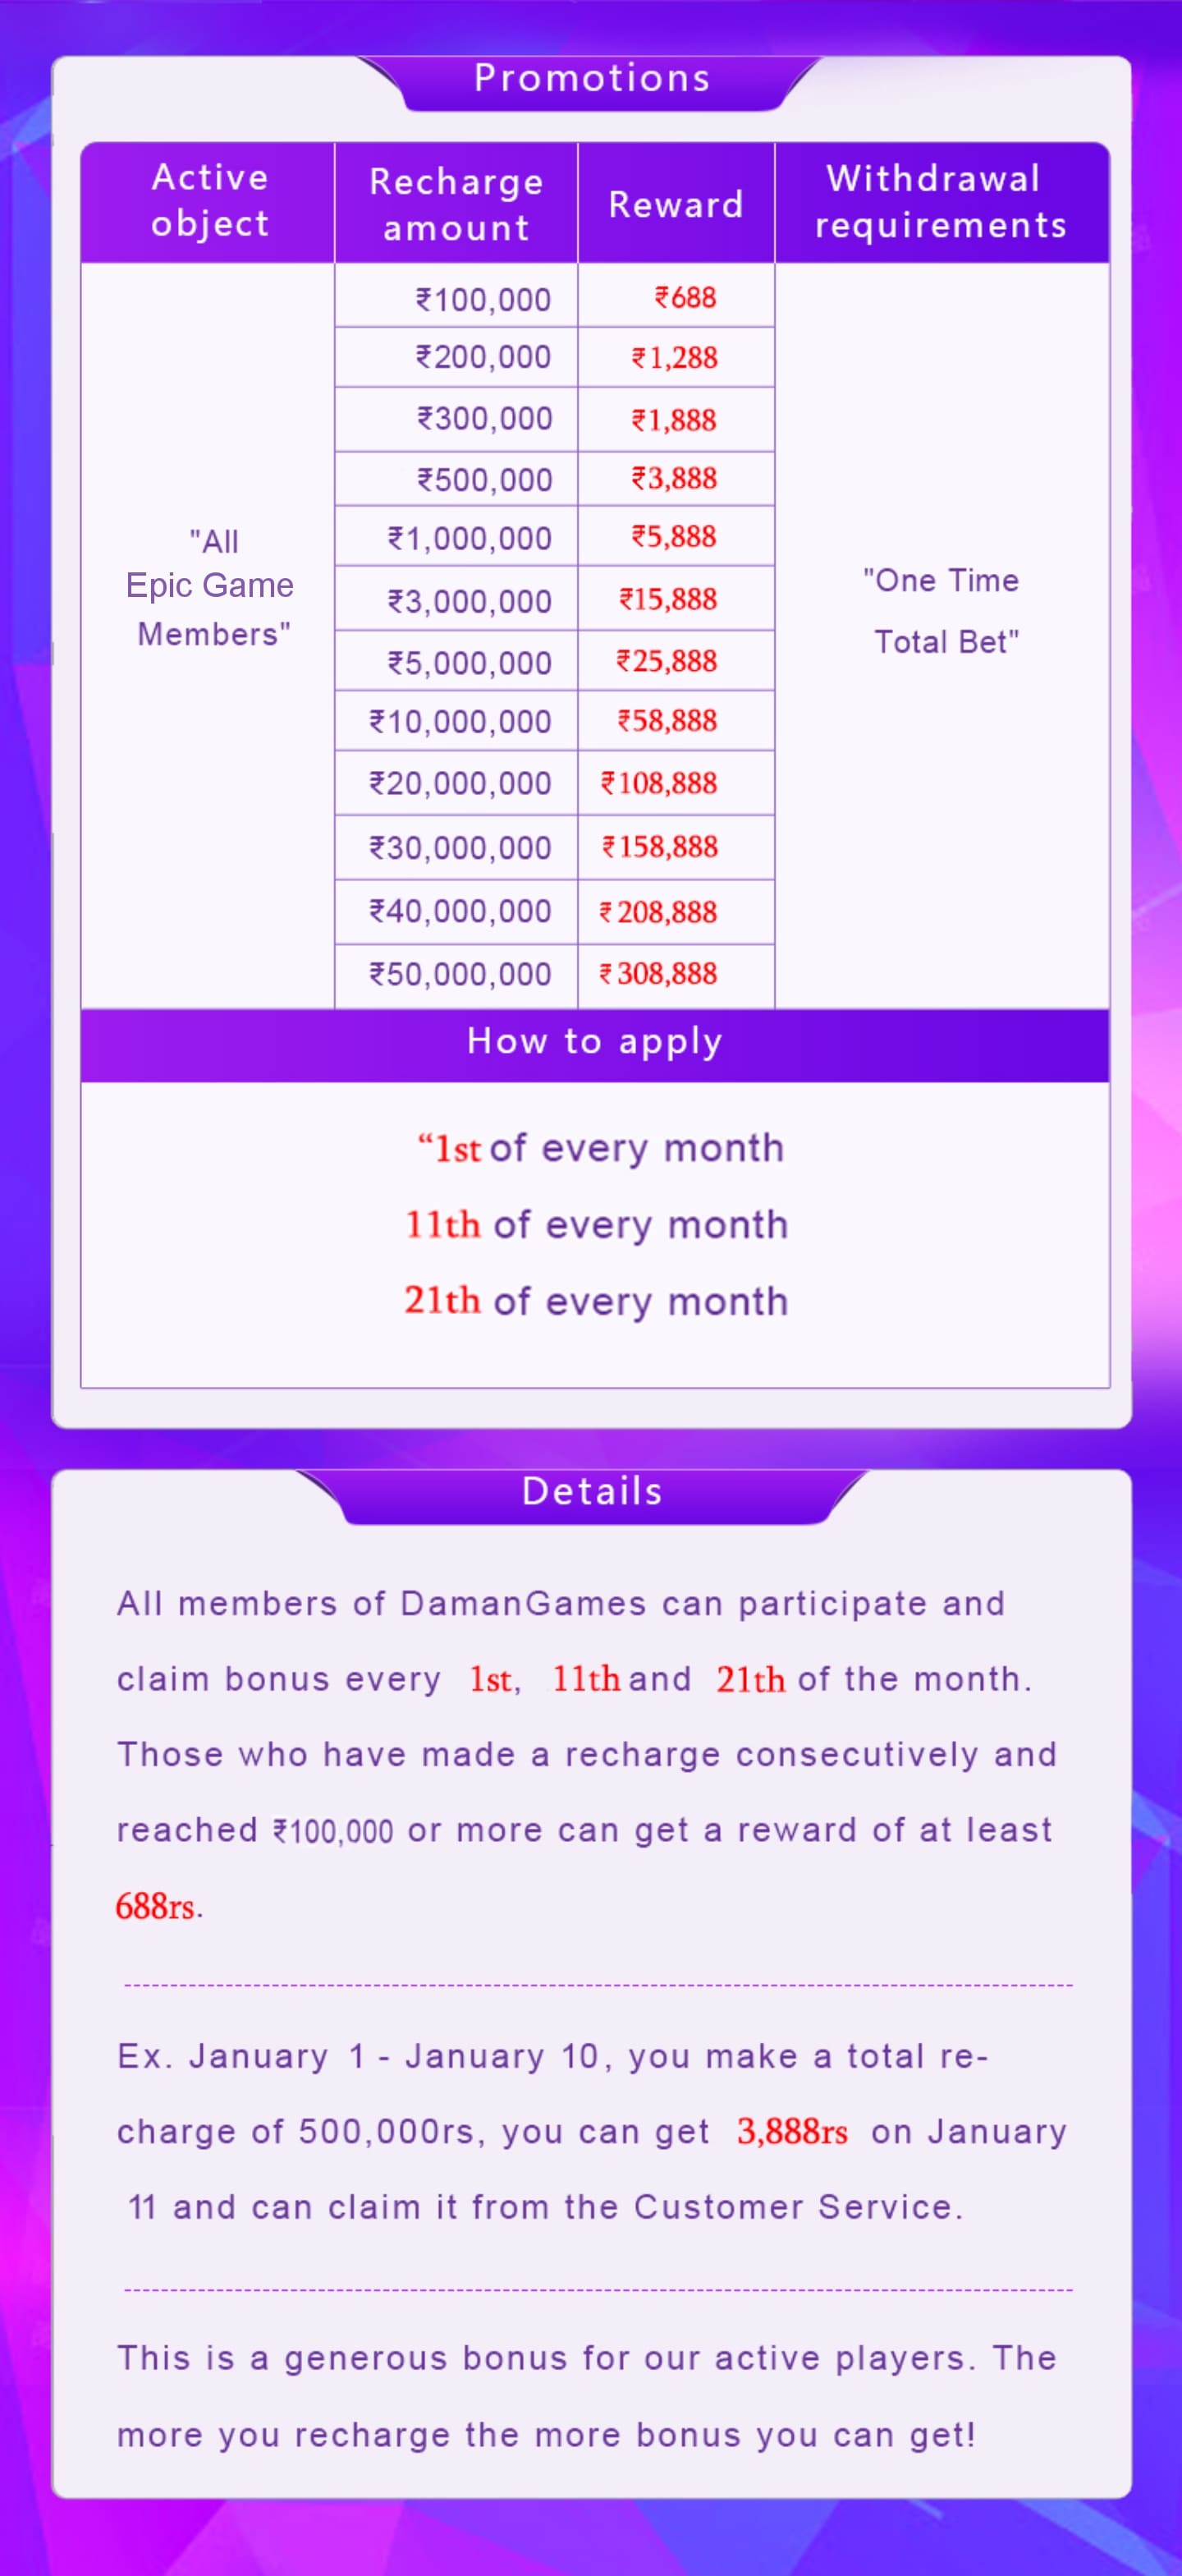 Promotions
Active object
Recharge amount
Reward
Withdrawal requirements
₹100,000 ₹688
₹200,000 ₹1,288
₹300,000 ₹1,888
₹500,000 ₹3,888
₹1,000,000 ₹5,888
₹3,000,000 ₹15,888
₹5,000,000 ₹25,888
₹10,000,000 ₹58,888
₹20,000,000 ₹108,888
₹30,000,000 ₹158,888
₹40,000,000 ₹208,888
₹50,000,000 ₹308,888
"All
Epic Game
Members"
"One Time
Total Bet"
How to apply
“1st of every month
11th of every month
21th of every month
Details
All members of DamanGames can participate and
claim bonus every 1st, 11th and 21th of the month.
Those who have made a recharge consecutively and
reached ₹100,000 or more can get a reward of at least
688rs.
Ex. January 1 - January 10, you make a total re-
charge of 500,000rs, you can get 3,888rs on January
11 and can claim it from the Customer Service.
This is a generous bonus for our active players. The
more you recharge the more bonus you can get!